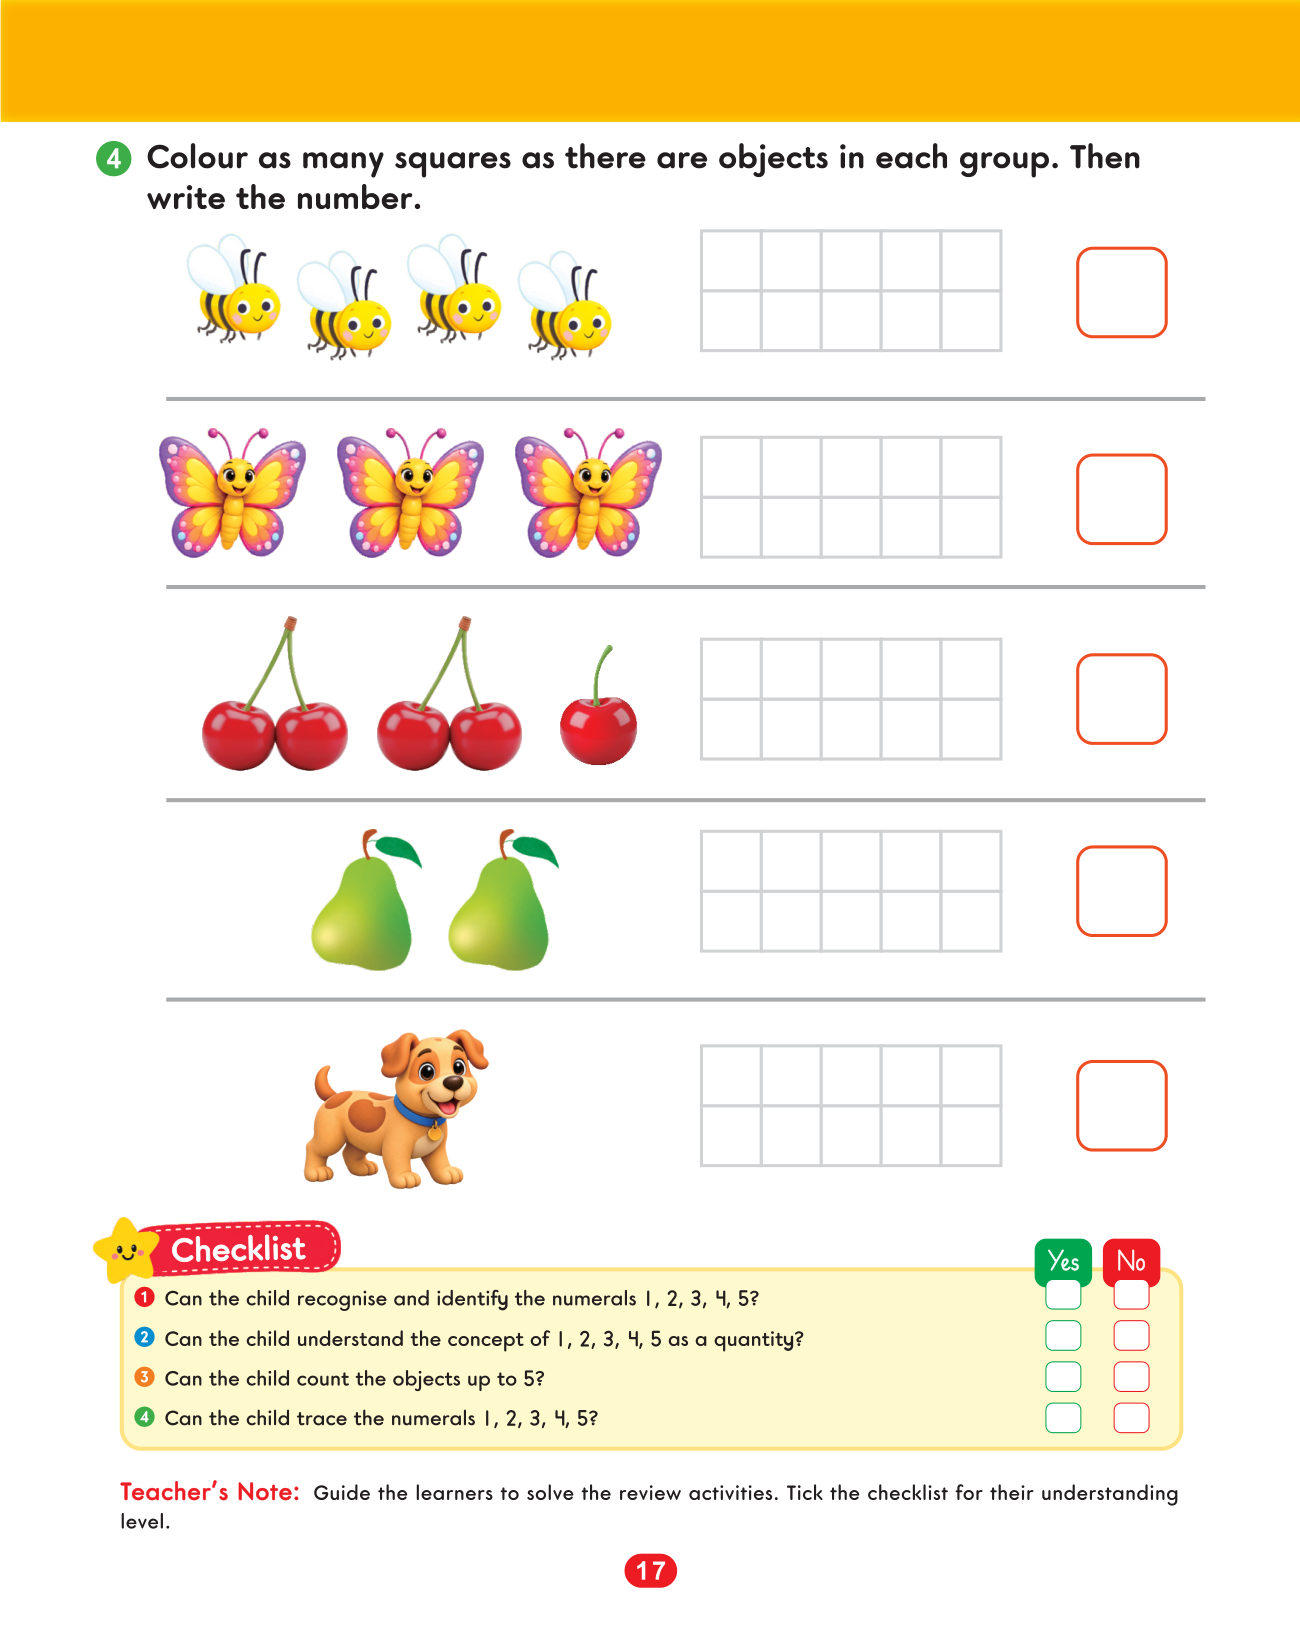 4 Colour as many squares as there are objects in each group. Then
write the number.
Checklist
Yes No
1 Can the child recognise and identify the numerals 1, 2, 3, 4, 5?
2 Can the child understand the concept of 1, 2, 3, 4, 5 as a quantity?
3 Can the child count the objects up to 5?
4 Can the child trace the numerals 1, 2, 3, 4, 5?
Teacher's Note: Guide the learners to solve the review activities. Tick the checklist for their understanding
level.
17